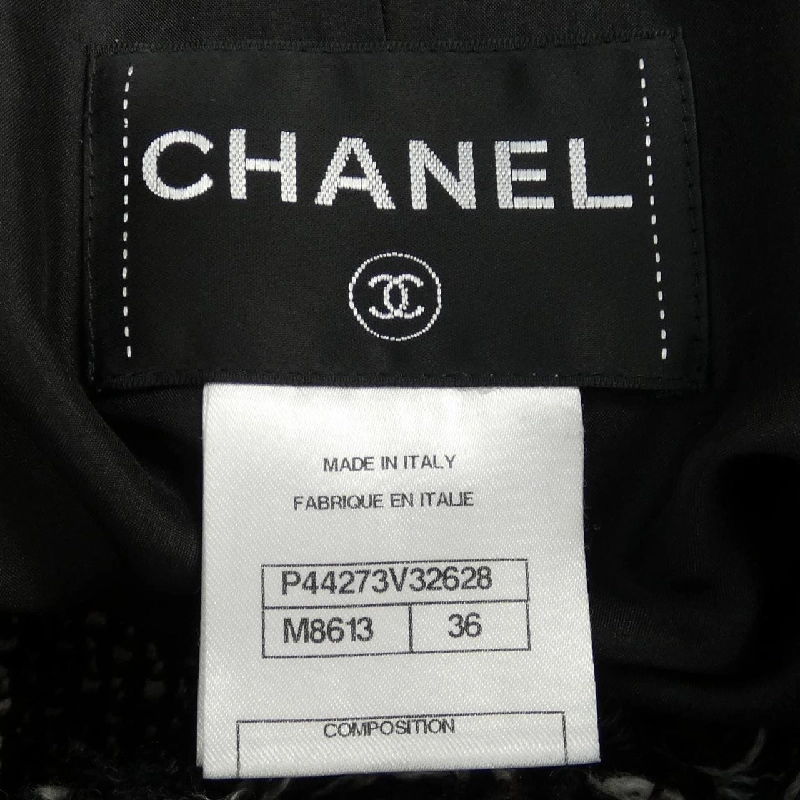 CHANEL
MADE IN ITALY
FABRIQUE EN ITALIE
P44273V32628
M8613 36
COMPOSITION